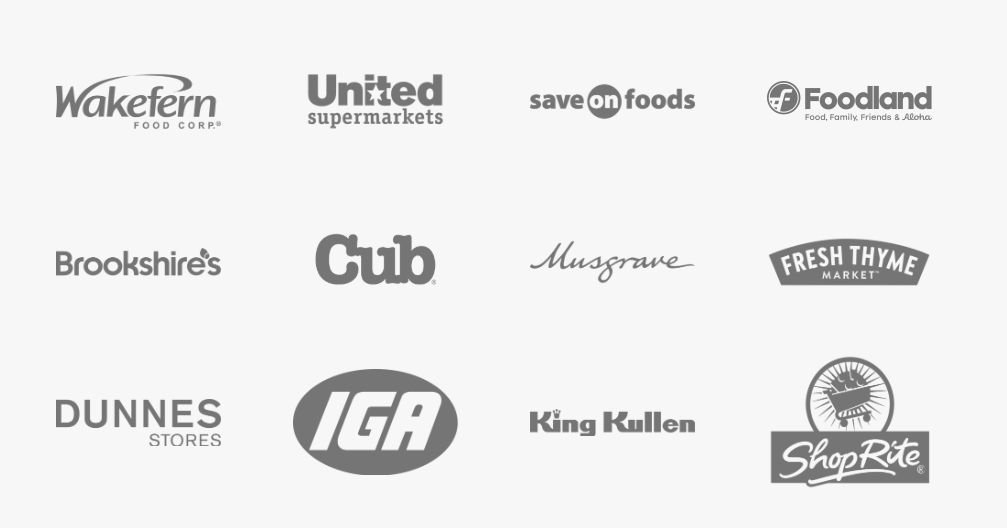 Wakefern
FOOD CORP.®
United
supermarkets
save on foods
Foodland
Food, Family, Friends & Aloha
Brookshire's
Cub®
Musgrave
FRESH THYME
MARKET™
DUNNES
STORES
IGA
King Kullen
ShopRite®